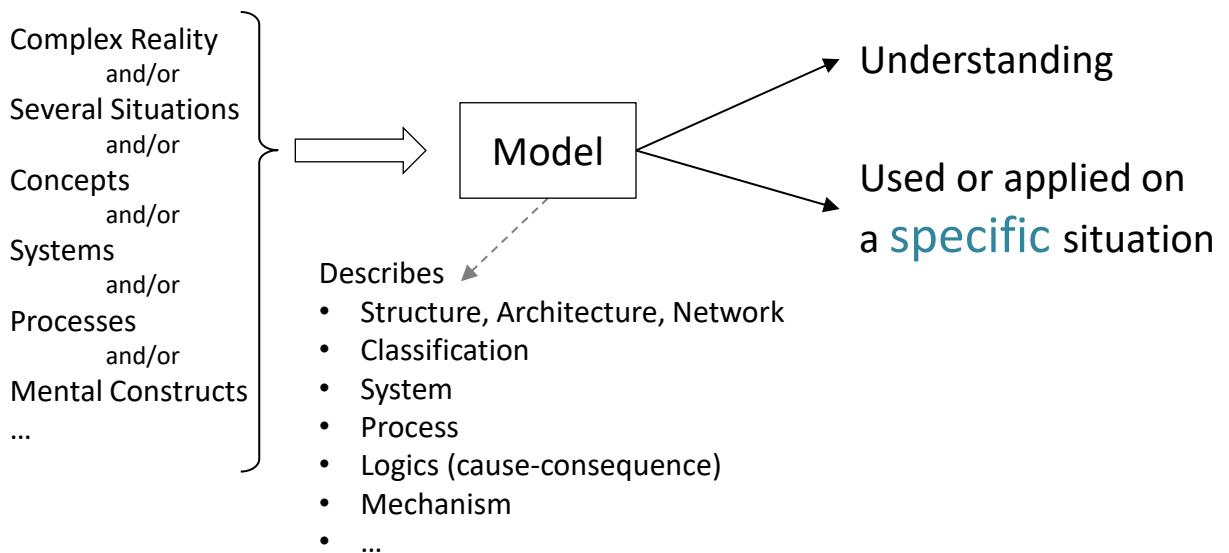 Complex Reality
and/or
Several Situations
and/or
Concepts
and/or
Systems
and/or
Processes
and/or
Mental Constructs
...
Model
Describes
• Structure, Architecture, Network
• Classification
• System
• Process
• Logics (cause-consequence)
• Mechanism
• ...
Understanding
Used or applied on
a specific situation